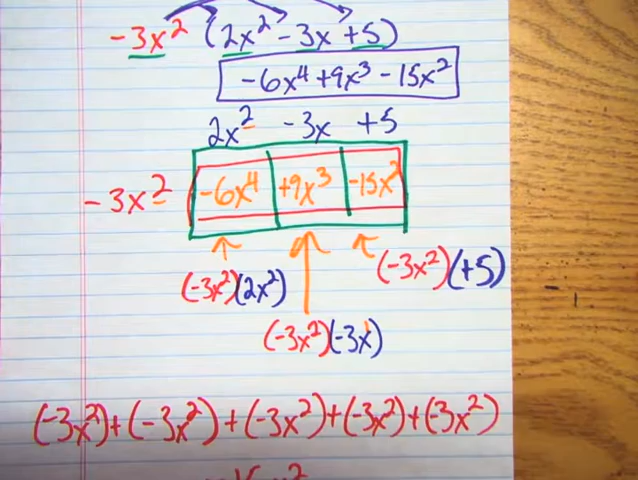 -3x² (2x² - 3x + 5)
-6x⁴ + 9x³ - 15x²
2x² - 3x + 5
-3x² -6x⁴ +9x³ -15x²
(-3x²)(2x²) (-3x²)(+5)
(-3x²)(-3x)
(-3x²) + (-3x²) + (-3x²) + (-3x²) + (-3x²)